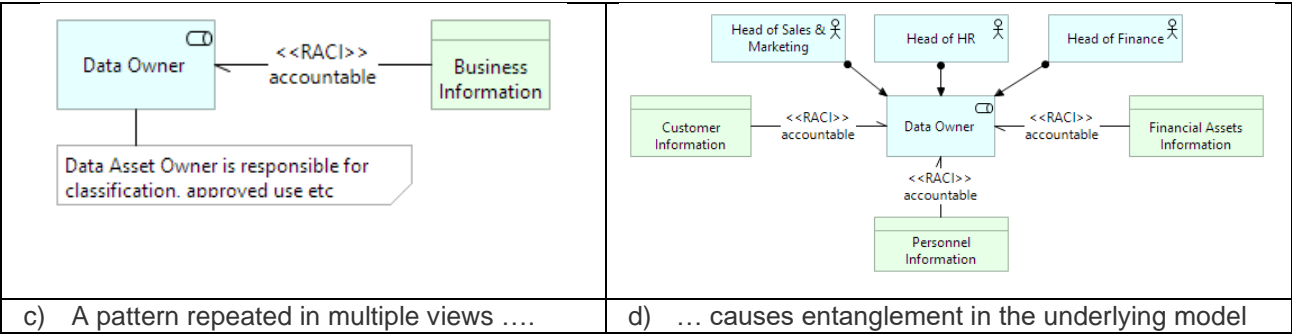 Data Owner
<<RACI>>
accountable
Business
Information
Data Asset Owner is responsible for
classification, approved use etc
c) A pattern repeated in multiple views ….
Head of Sales &
Marketing
Head of HR
Head of Finance
Customer
Information
<<RACI>>
accountable
Data Owner
<<RACI>>
accountable
Financial Assets
Information
<<RACI>>
accountable
Personnel
Information
d) … causes entanglement in the underlying model